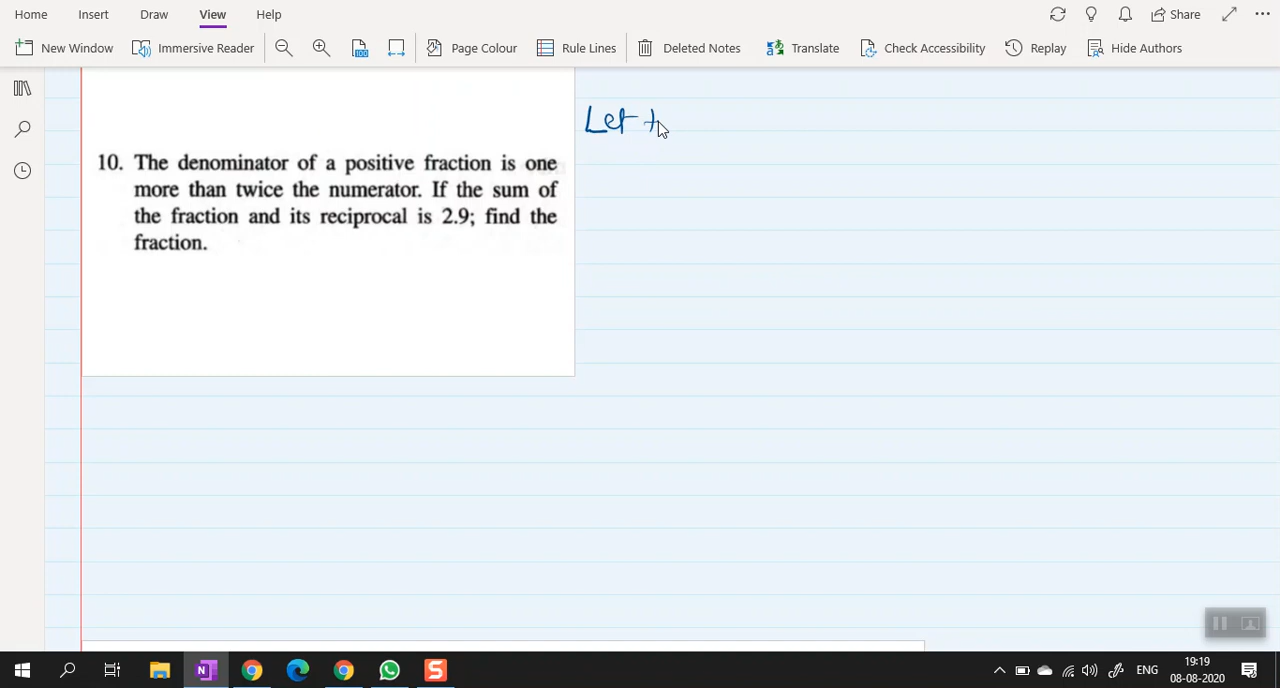 Home Insert Draw View Help Share
New Window Immersive Reader Page Colour Rule Lines Deleted Notes Translate Check Accessibility Replay Hide Authors
Let t
10. The denominator of a positive fraction is one
more than twice the numerator. If the sum of
the fraction and its reciprocal is 2.9; find the
fraction.
ENG 19:19
08-08-2020